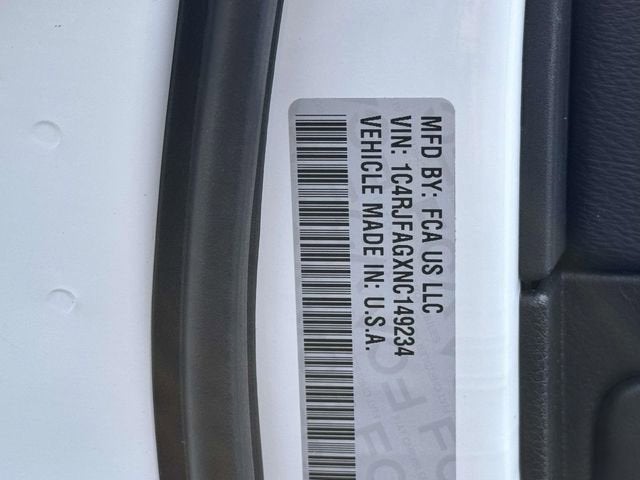 MFD BY: FCA US LLC
VIN: 1C4RJFAGXNC149234
VEHICLE MADE IN: U.S.A.